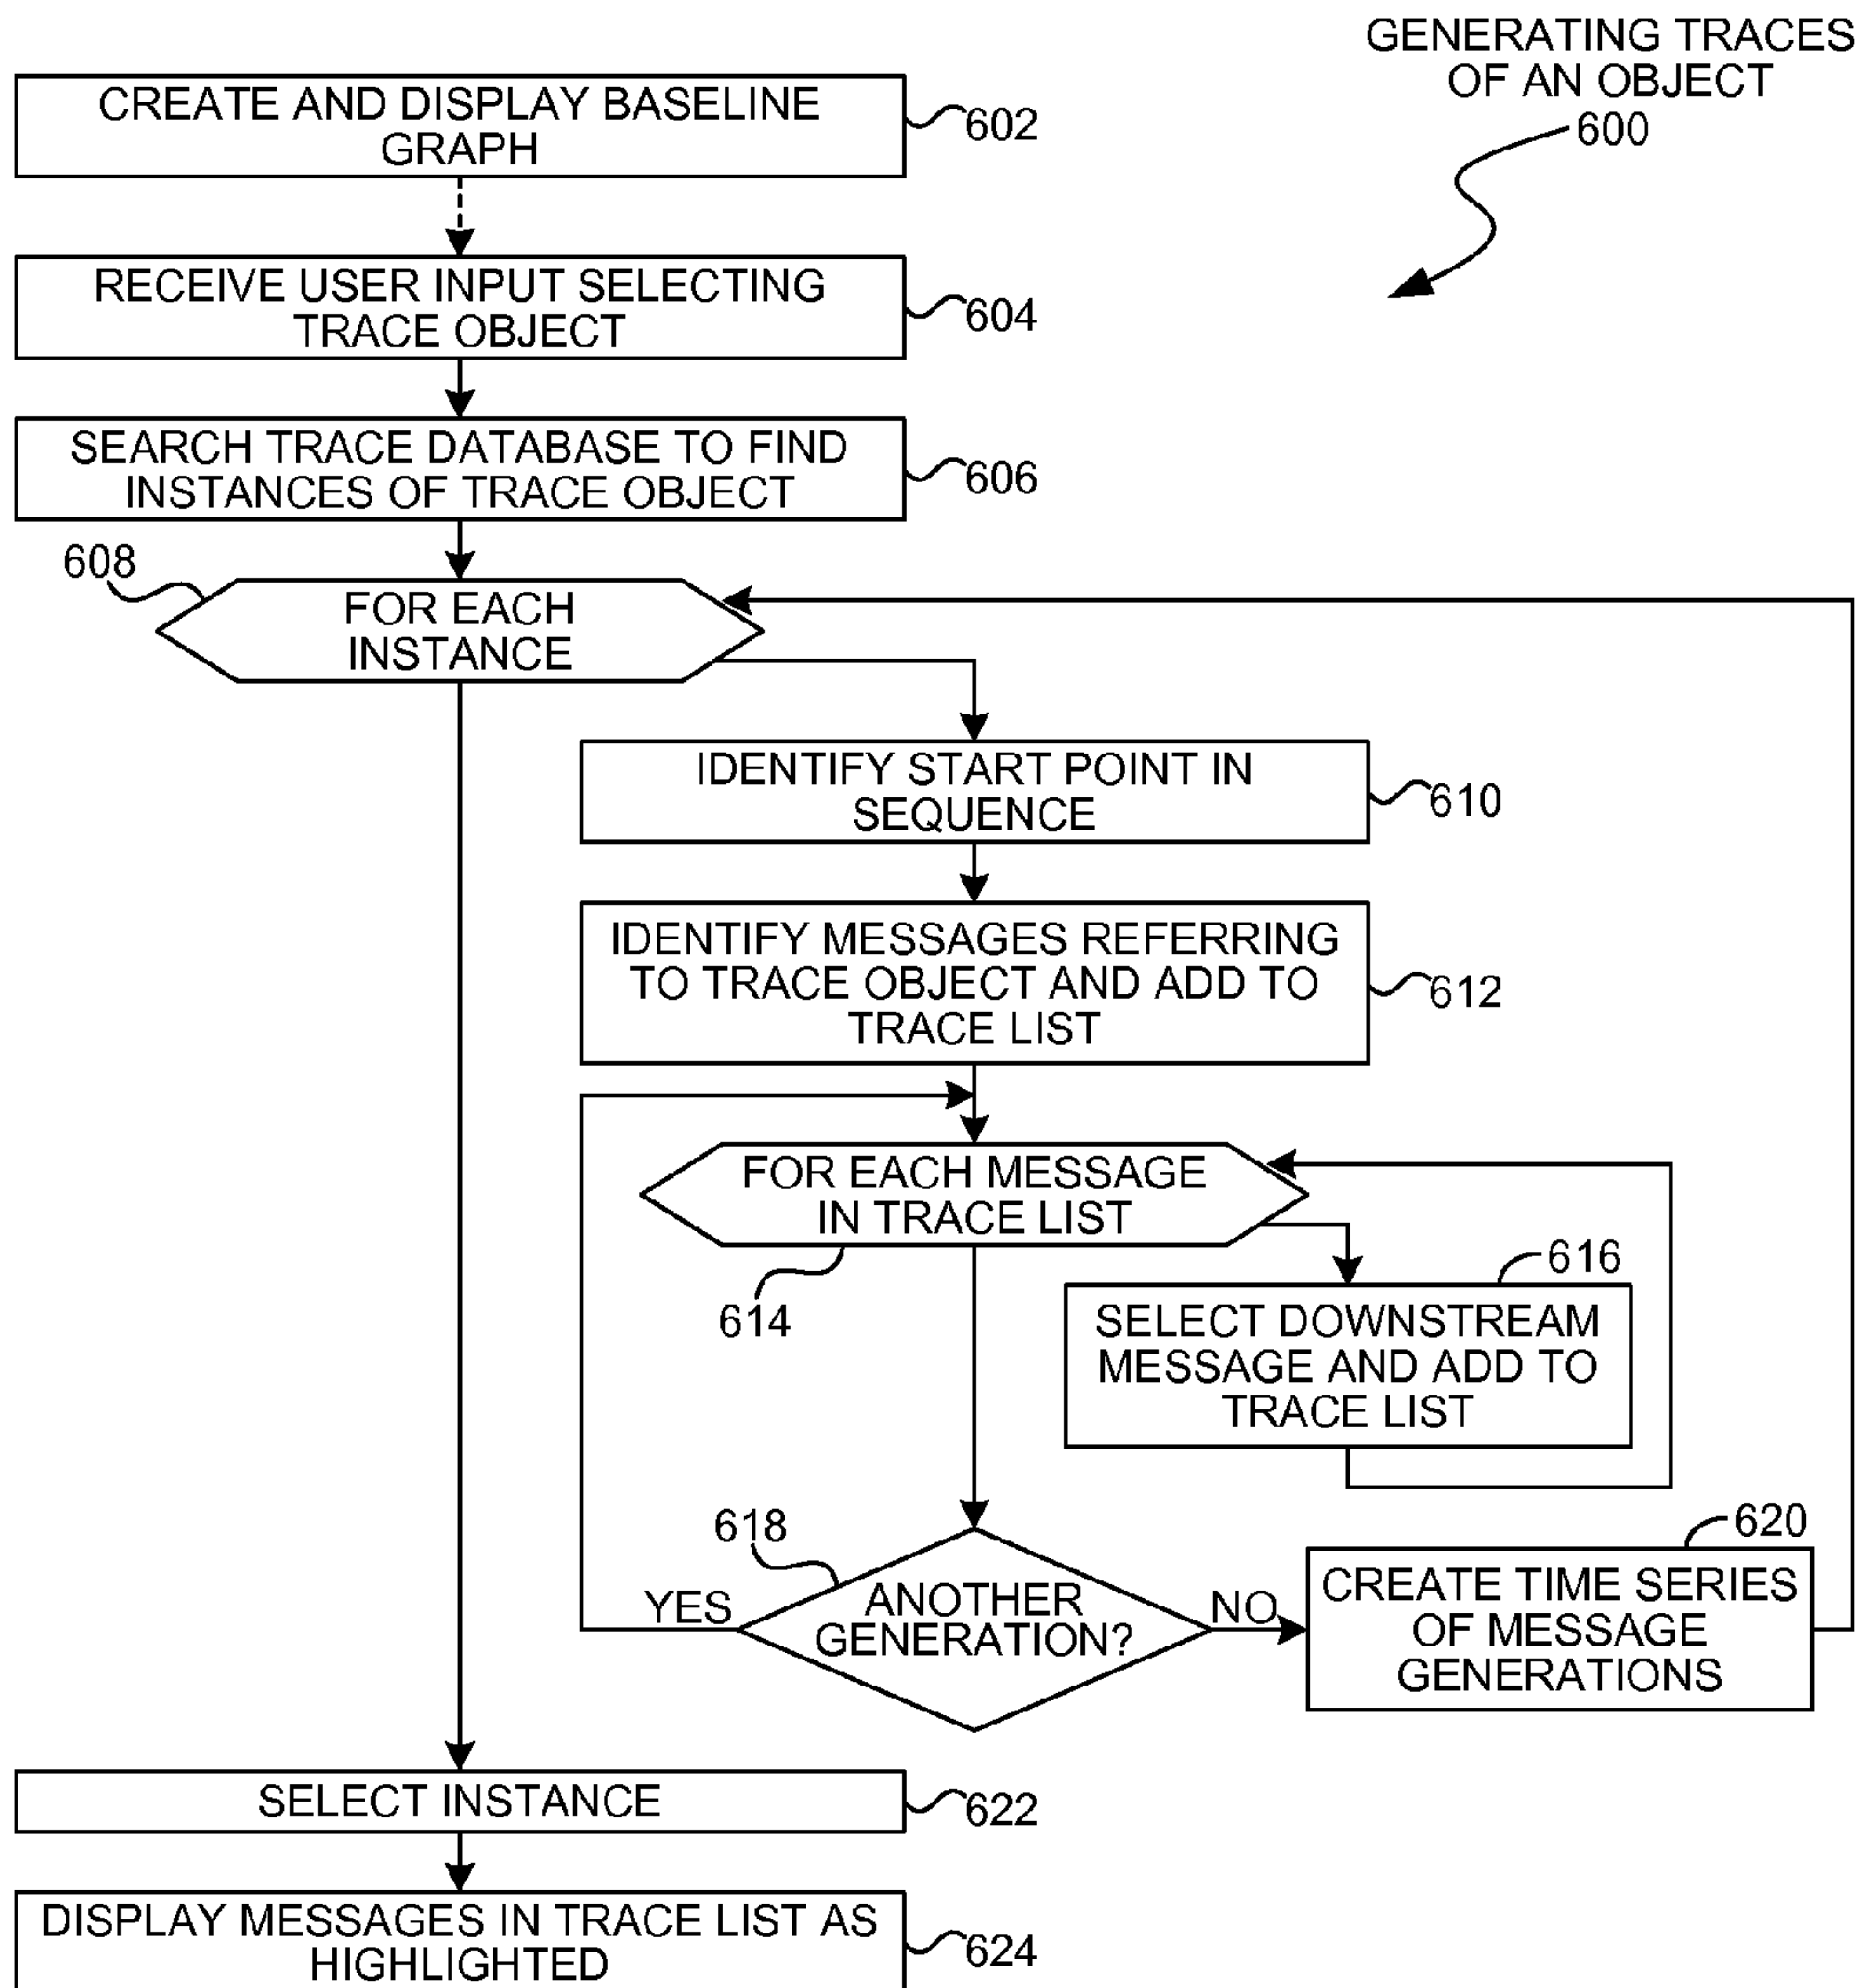 GENERATING TRACES
OF AN OBJECT
600
CREATE AND DISPLAY BASELINE
GRAPH
602
RECEIVE USER INPUT SELECTING
TRACE OBJECT
604
SEARCH TRACE DATABASE TO FIND
INSTANCES OF TRACE OBJECT
606
608
FOR EACH
INSTANCE
IDENTIFY START POINT IN
SEQUENCE
610
IDENTIFY MESSAGES REFERRING
TO TRACE OBJECT AND ADD TO
TRACE LIST
612
FOR EACH MESSAGE
IN TRACE LIST
614
616
SELECT DOWNSTREAM
MESSAGE AND ADD TO
TRACE LIST
618
ANOTHER
GENERATION?
YES
NO
620
CREATE TIME SERIES
OF MESSAGE
GENERATIONS
SELECT INSTANCE
622
DISPLAY MESSAGES IN TRACE LIST AS
HIGHLIGHTED
624